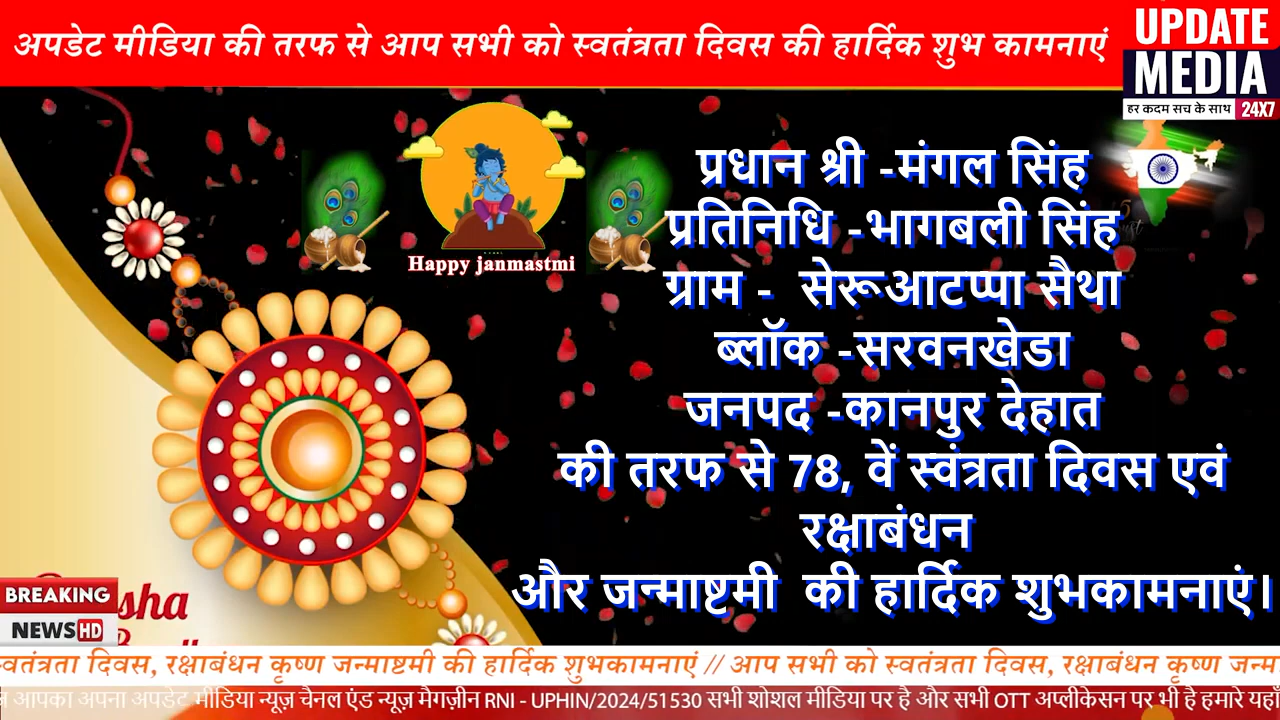 अपडेट मीडिया की तरफ से आप सभी को स्वतंत्रता दिवस की हार्दिक शुभ कामनाएं
UPDATE
MEDIA
हर कदम सच के साथ 24X7
Happy janmastmi
प्रधान श्री -मंगल सिंह
प्रतिनिधि -भागबली सिंह
ग्राम - सेरूआटप्पा सैथा
ब्लॉक -सरवनखेडा
जनपद -कानपुर देहात
की तरफ से 78, वें स्वंत्रता दिवस एवं
रक्षाबंधन
और जन्माष्टमी की हार्दिक शुभकामनाएं।
BREAKING
NEWS HD
वतंत्रता दिवस, रक्षाबंधन कृष्ण जन्माष्टमी की हार्दिक शुभकामनाएं // आप सभी को स्वतंत्रता दिवस, रक्षाबंधन कृष्ण जन्म
आपका अपना अपडेट मीडिया न्यूज़ चैनल एंड न्यूज़ मैगज़ीन RNI - UPHIN/2024/51530 सभी शोशल मीडिया पर है और सभी OTT अप्लीकेसन पर भी है हमारे यहाँ